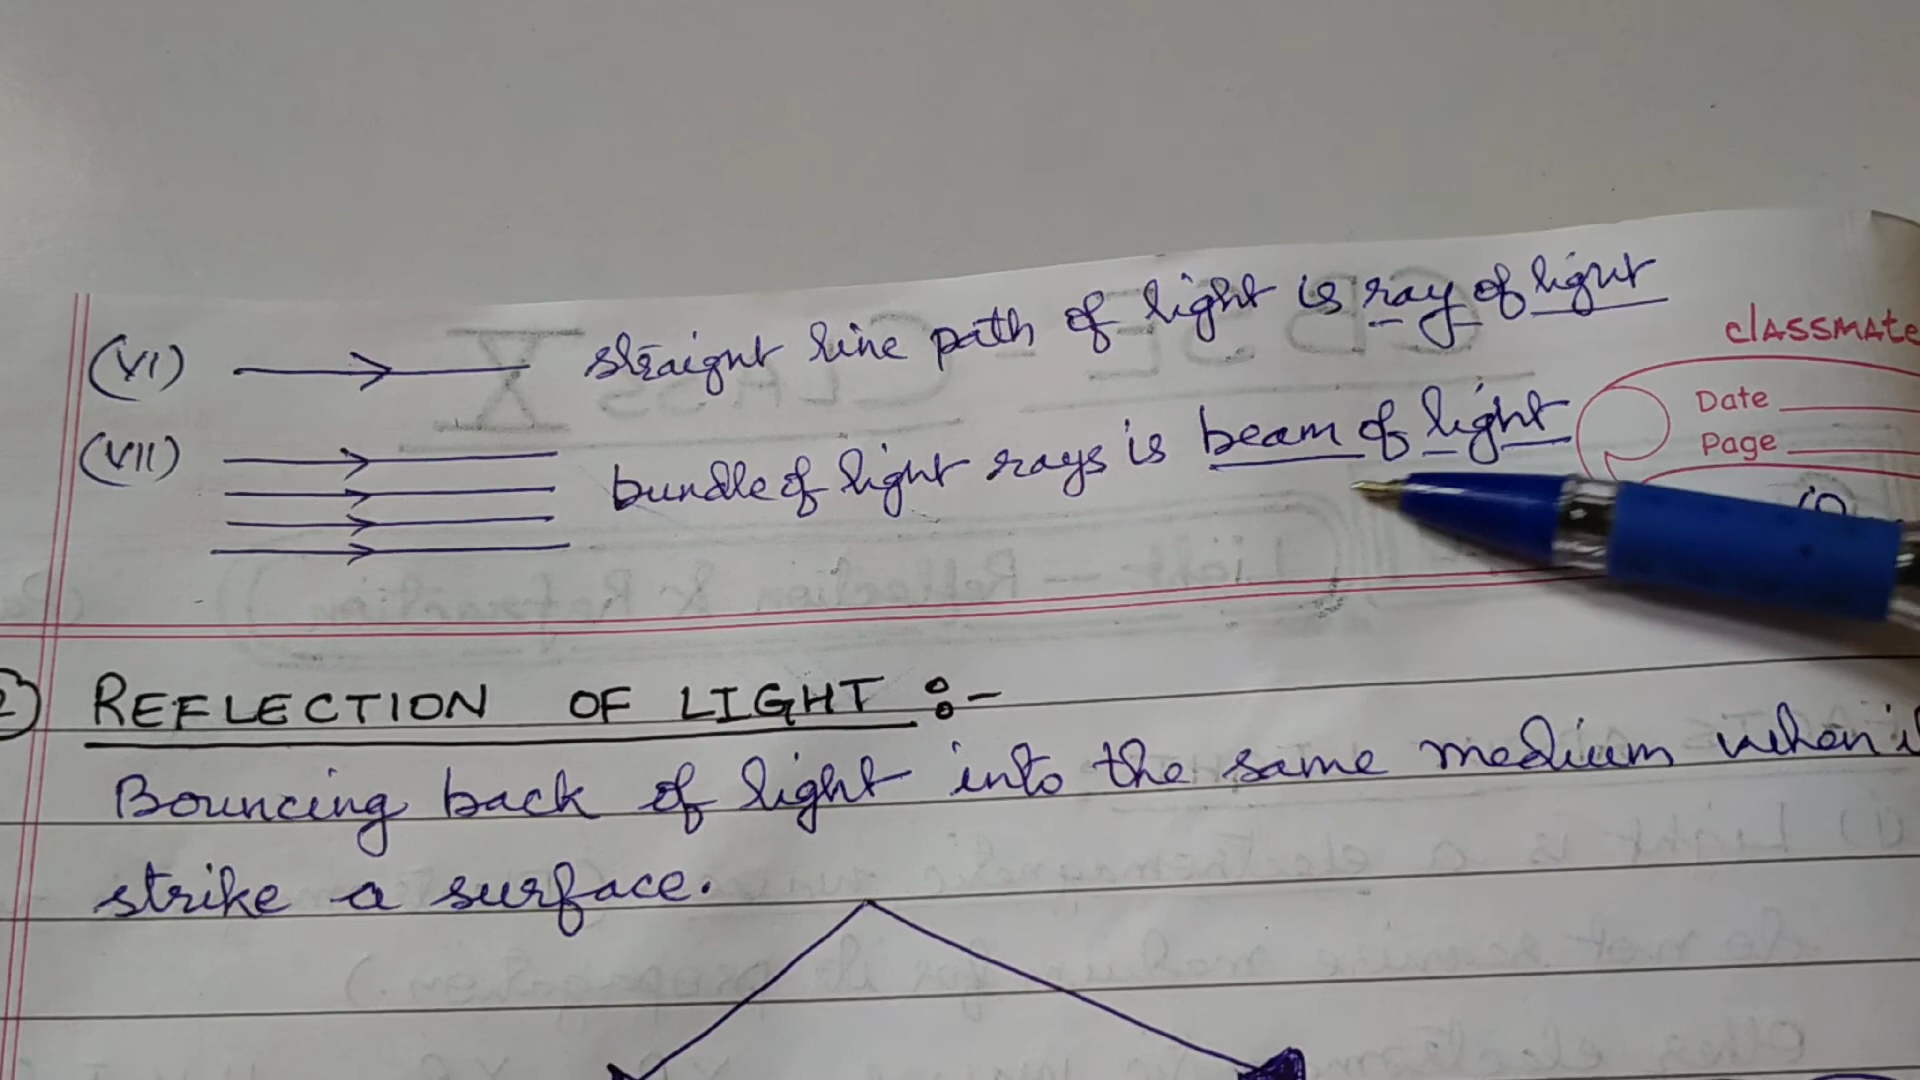 (VI) straight line path of light is ray of light
classmate
Date
Page
(VII) bundle of light rays is beam of light
2) REFLECTION OF LIGHT :-
Bouncing back of light into the same medium when i
strike a surface.